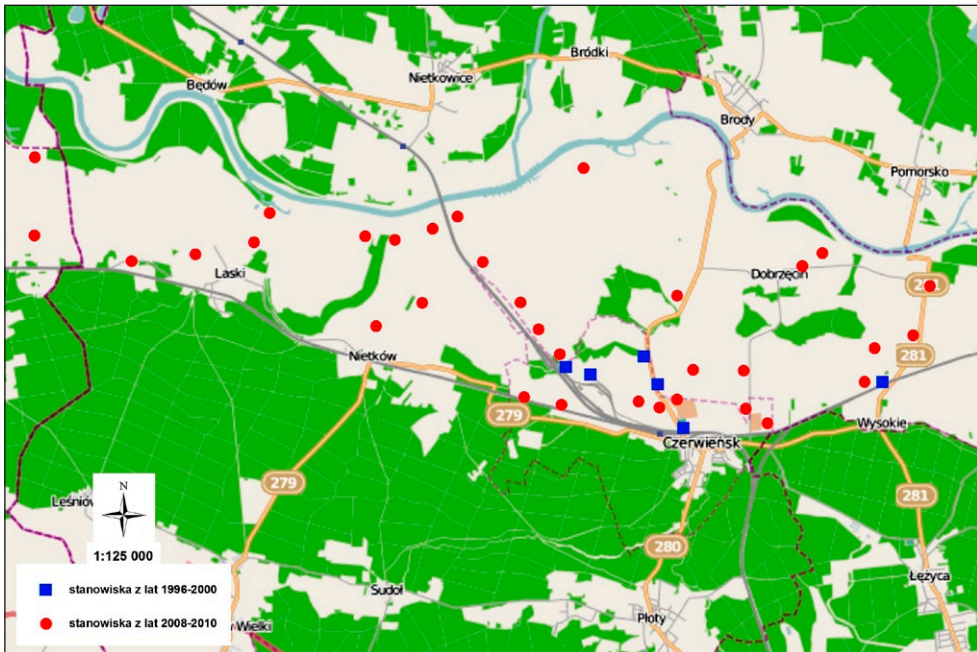 Bródki
Nietkowice
Będów
Brody
Pomorsko
Laski
Dobrzęcin
281
Nietków
281
279
Wysokie
Czerwieńsk
279
N
Leśniów
281
1:125 000
280
stanowiska z lat 1996-2000
Sudoł
Łężyca
stanowiska z lat 2008-2010
Płoty
Wielki